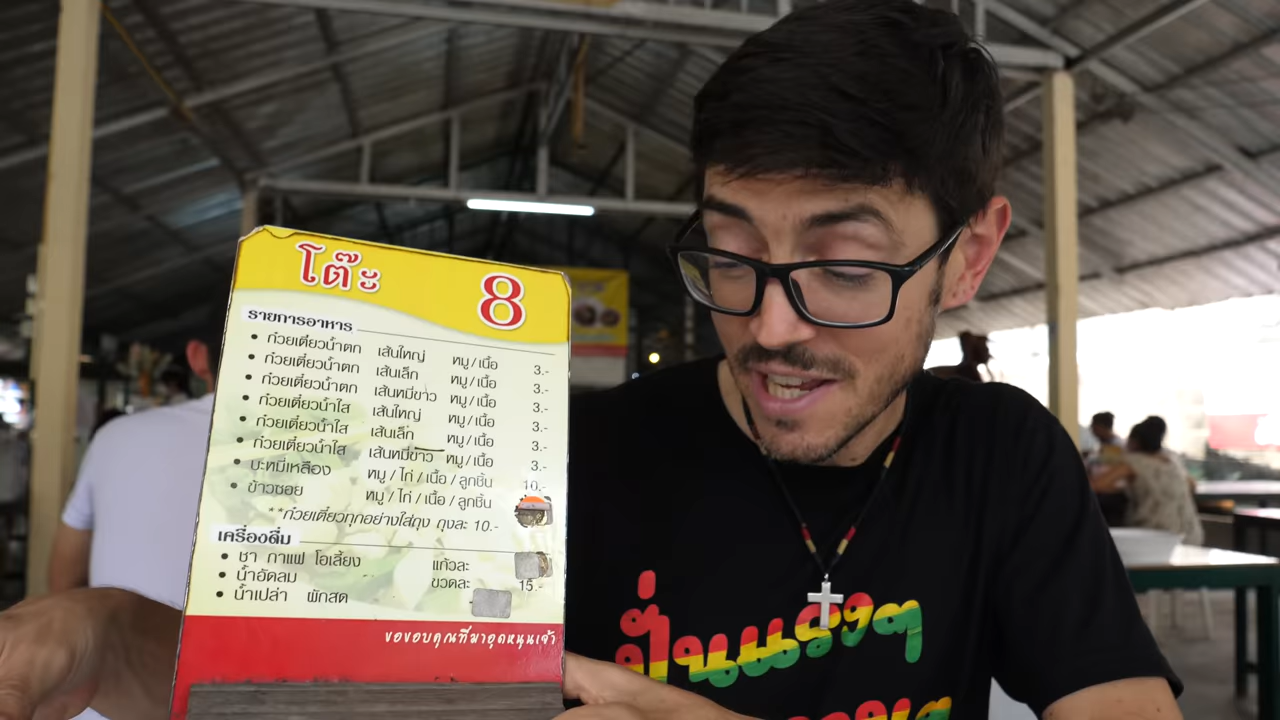 โต๊ะ 8
รายการอาหาร
• ก๋วยเตี๋ยวน้ำตก เส้นใหญ่ หมู/เนื้อ 3.-
• ก๋วยเตี๋ยวน้ำตก เส้นเล็ก หมู/เนื้อ 3.-
• ก๋วยเตี๋ยวน้ำตก เส้นหมี่ขาว หมู/เนื้อ 3.-
• ก๋วยเตี๋ยวน้ำใส เส้นใหญ่ หมู/เนื้อ 3.-
• ก๋วยเตี๋ยวน้ำใส เส้นเล็ก หมู/เนื้อ 3.-
• ก๋วยเตี๋ยวน้ำใส เส้นหมี่ขาว หมู/เนื้อ 3.-
• บะหมี่เหลือง หมู/ไก่/เนื้อ/ลูกชิ้น 10.-
• ข้าวซอย หมู/ไก่/เนื้อ/ลูกชิ้น
**ก๋วยเตี๋ยวทุกอย่างใส่ถุง ถุงละ 10.-
เครื่องดื่ม
• ชา กาแฟ โอเลี้ยง แก้วละ
• น้ำอัดลม ขวดละ 15.-
• น้ำเปล่า ผักสด
ขอขอบคุณที่มาอุดหนุนเจ้า
ปั่นแรงๆ